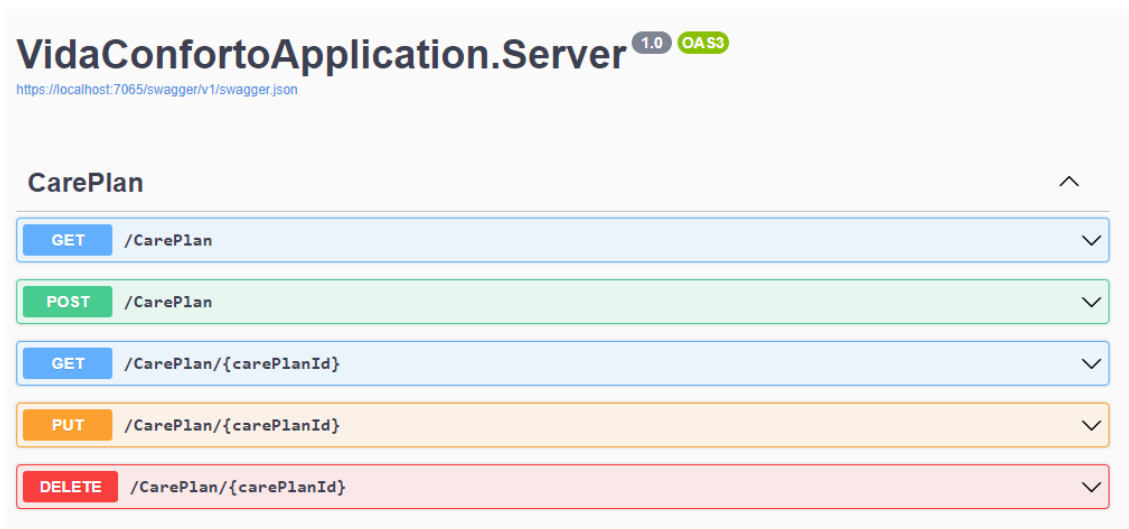 VidaConfortoApplication.Server 1.0 OAS3
https://localhost:7065/swagger/v1/swagger.json
CarePlan
GET /CarePlan
POST /CarePlan
GET /CarePlan/{carePlanId}
PUT /CarePlan/{carePlanId}
DELETE /CarePlan/{carePlanId}